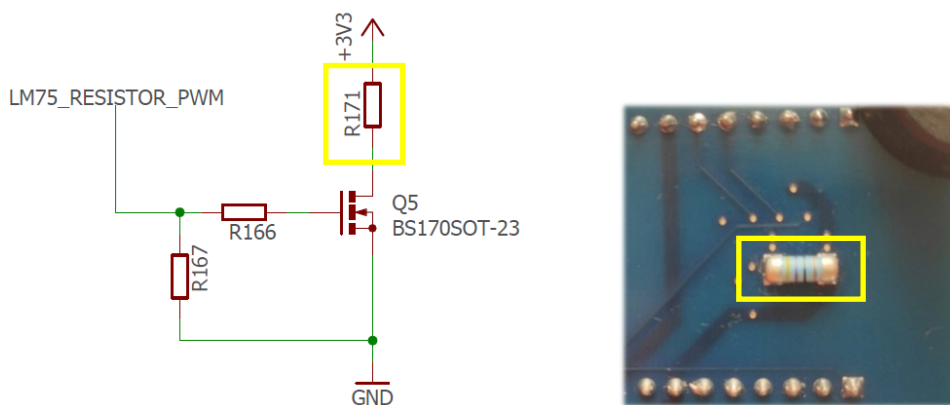 +3V3
R171
LM75_RESISTOR_PWM
Q5
BS170SOT-23
R166
R167
GND